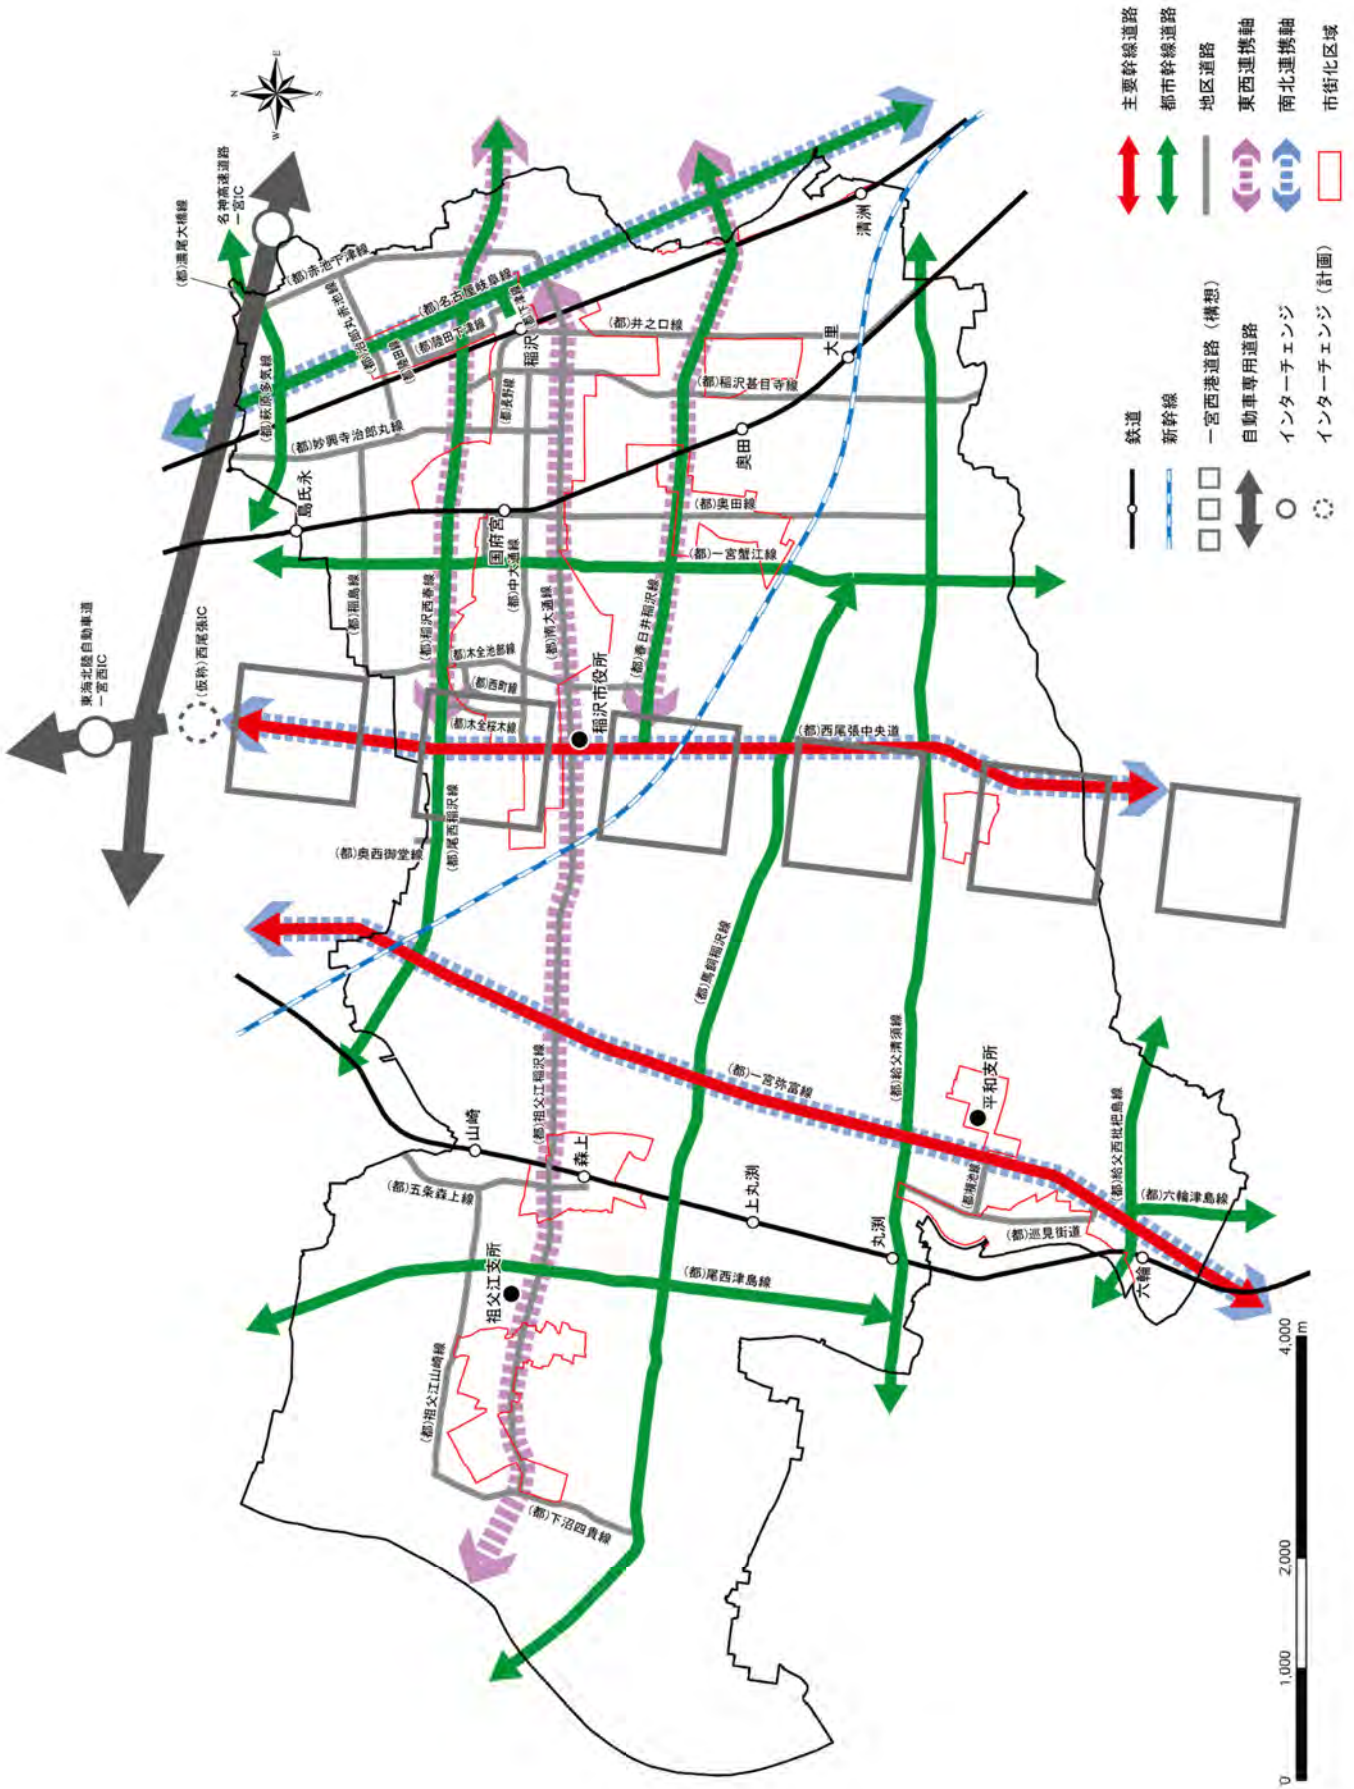 東海北陸自動車道
一宮西IC
(仮称)西尾張IC
名神高速道路
一宮IC
(都)濃尾大橋線
(都)赤池下津線
(都)名古屋岐阜線
(都)陸田下津線
(都)萩原多気線
(都)妙興寺治郎丸線
島氏永
(都)稲島線
(都)稲沢西春線
国府宮
(都)中大通線
(都)長野線
稲沢
(都)井之口線
(都)稲沢甚目寺線
大里
清洲
奥田
(都)奥田線
(都)一宮蟹江線
(都)南大通線
(都)春日井稲沢線
(都)木全池部線
(都)西町線
(都)木全桜木線
稲沢市役所
(都)西尾張中央道
(都)尾西稲沢線
(都)奥西御堂線
(都)馬飼稲沢線
(都)給父清須線
(都)祖父江稲沢線
(都)一宮弥富線
平和支所
山崎
森上
(都)五条森上線
上丸渕
丸渕
(都)巡見街道
(都)給父西枇杷島線
(都)六輪津島線
六輪
祖父江支所
(都)尾西津島線
(都)祖父江山崎線
(都)下沼四貴線
N
E
S
W
鉄道
新幹線
一宮西港道路(構想)
自動車専用道路
インターチェンジ
インターチェンジ(計画)
主要幹線道路
都市幹線道路
地区道路
東西連携軸
南北連携軸
市街化区域
0
1,000
2,000
4,000
m